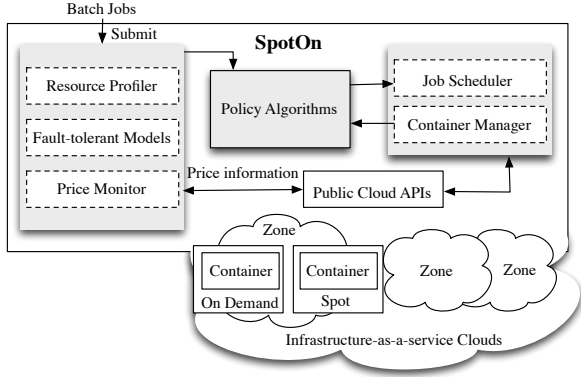 Batch Jobs
Submit
SpotOn
Resource Profiler
Fault-tolerant Models
Price Monitor
Policy Algorithms
Job Scheduler
Container Manager
Price information
Public Cloud APIs
Zone
Container
On Demand
Container
Spot
Zone
Zone
Infrastructure-as-a-service Clouds